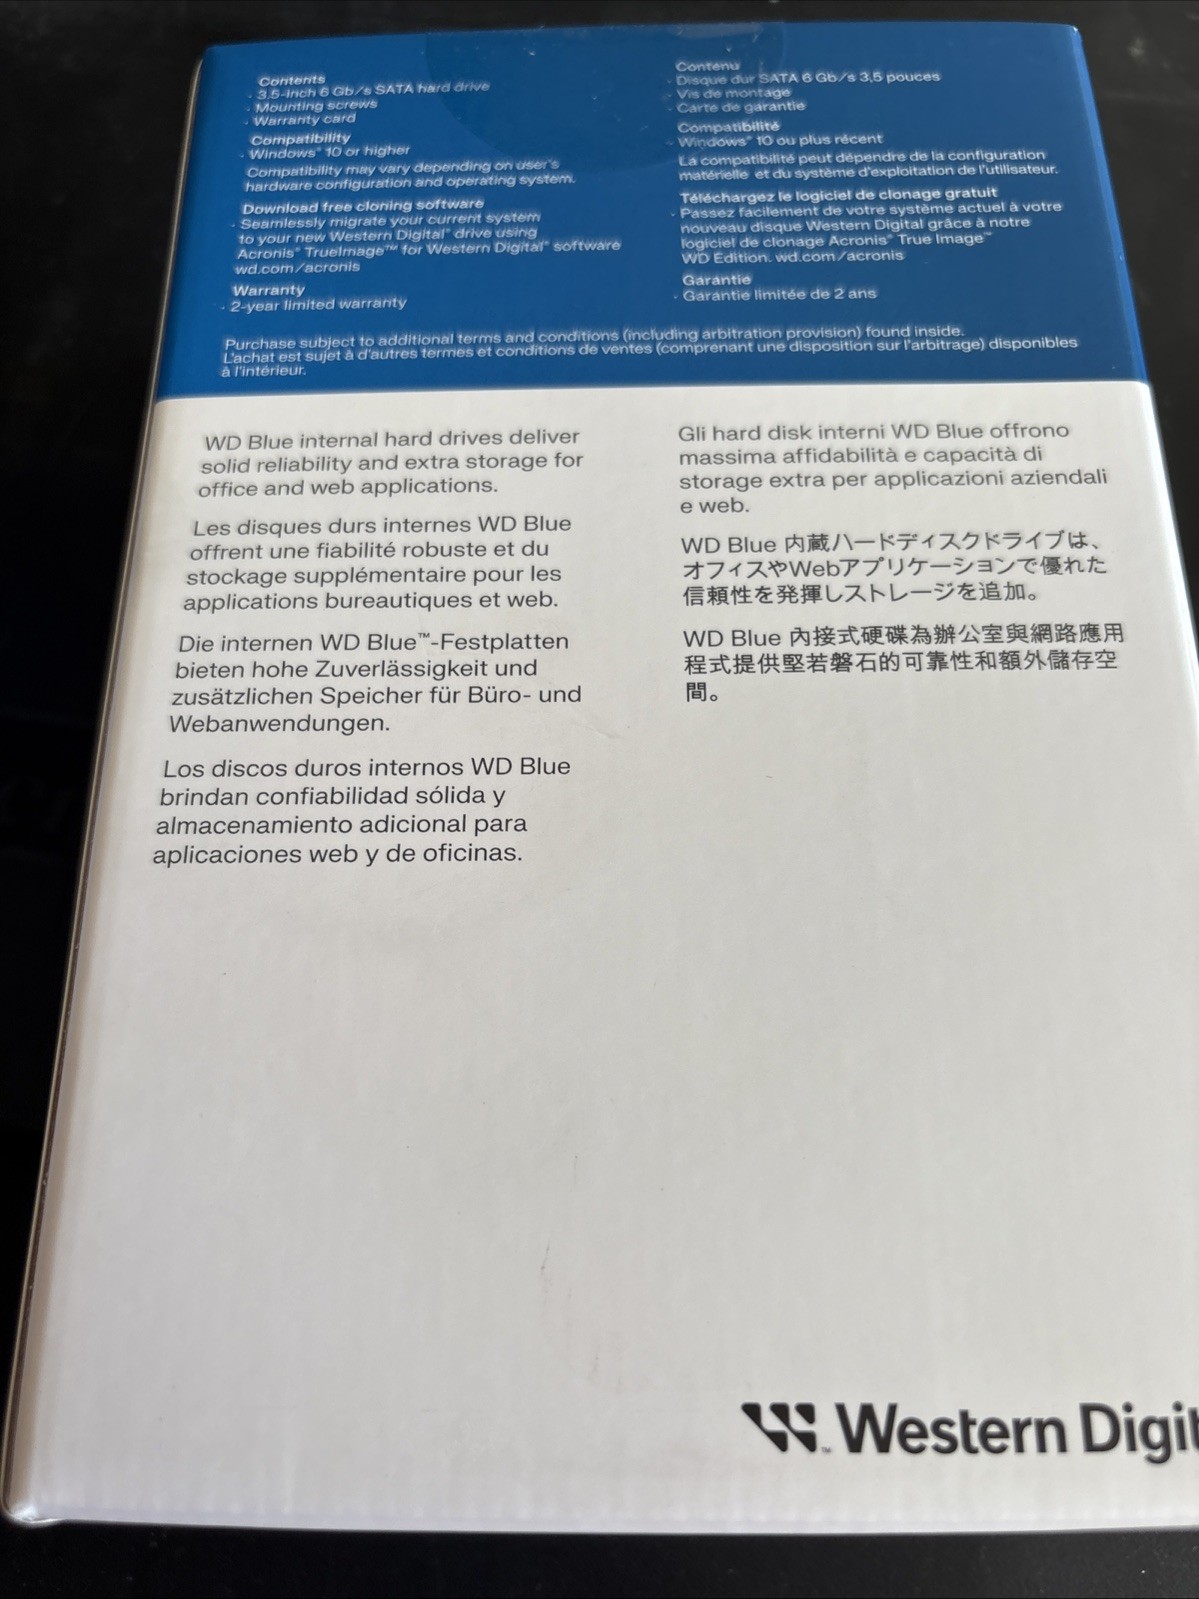 Contents
· 3.5-Inch 6 Gb/s SATA hard drive
· Mounting screws
· Warranty card
Compatibility
· Windows® 10 or higher
Compatibility may vary depending on user's
hardware configuration and operating system.
Download free cloning software
· Seamlessly migrate your current system
to your new Western Digital® drive using
Acronis® TrueImage™ for Western Digital® software
wd.com/acronis
Warranty
· 2-year limited warranty
Contenu
· Disque dur SATA 6 Gb/s 3,5 pouces
· Vis de montage
· Carte de garantie
Compatibilité
· Windows® 10 ou plus récent
La compatibilité peut dépendre de la configuration
matérielle et du système d'exploitation de l'utilisateur.
Téléchargez le logiciel de clonage gratuit
· Passez facilement de votre système actuel à votre
nouveau disque Western Digital grâce à notre
logiciel de clonage Acronis® True Image™
WD Edition. wd.com/acronis
Garantie
· Garantie limitée de 2 ans
Purchase subject to additional terms and conditions (including arbitration provision) found inside.
L'achat est sujet à d'autres termes et conditions de ventes (comprenant une disposition sur l'arbitrage) disponibles
à l'intérieur.
WD Blue internal hard drives deliver
solid reliability and extra storage for
office and web applications.
Les disques durs internes WD Blue
offrent une fiabilité robuste et du
stockage supplémentaire pour les
applications bureautiques et web.
Die internen WD Blue™-Festplatten
bieten hohe Zuverlässigkeit und
zusätzlichen Speicher für Büro- und
Webanwendungen.
Los discos duros internos WD Blue
brindan confiabilidad sólida y
almacenamiento adicional para
aplicaciones web y de oficinas.
Gli hard disk interni WD Blue offrono
massima affidabilità e capacità di
storage extra per applicazioni aziendali
e web.
WD Blue 内蔵ハードディスクドライブは、
オフィスやWebアプリケーションで優れた
信頼性を発揮しストレージを追加。
WD Blue 內接式硬碟為辦公室與網路應用
程式提供堅若磐石的可靠性和額外儲存空
間。
Western Digit